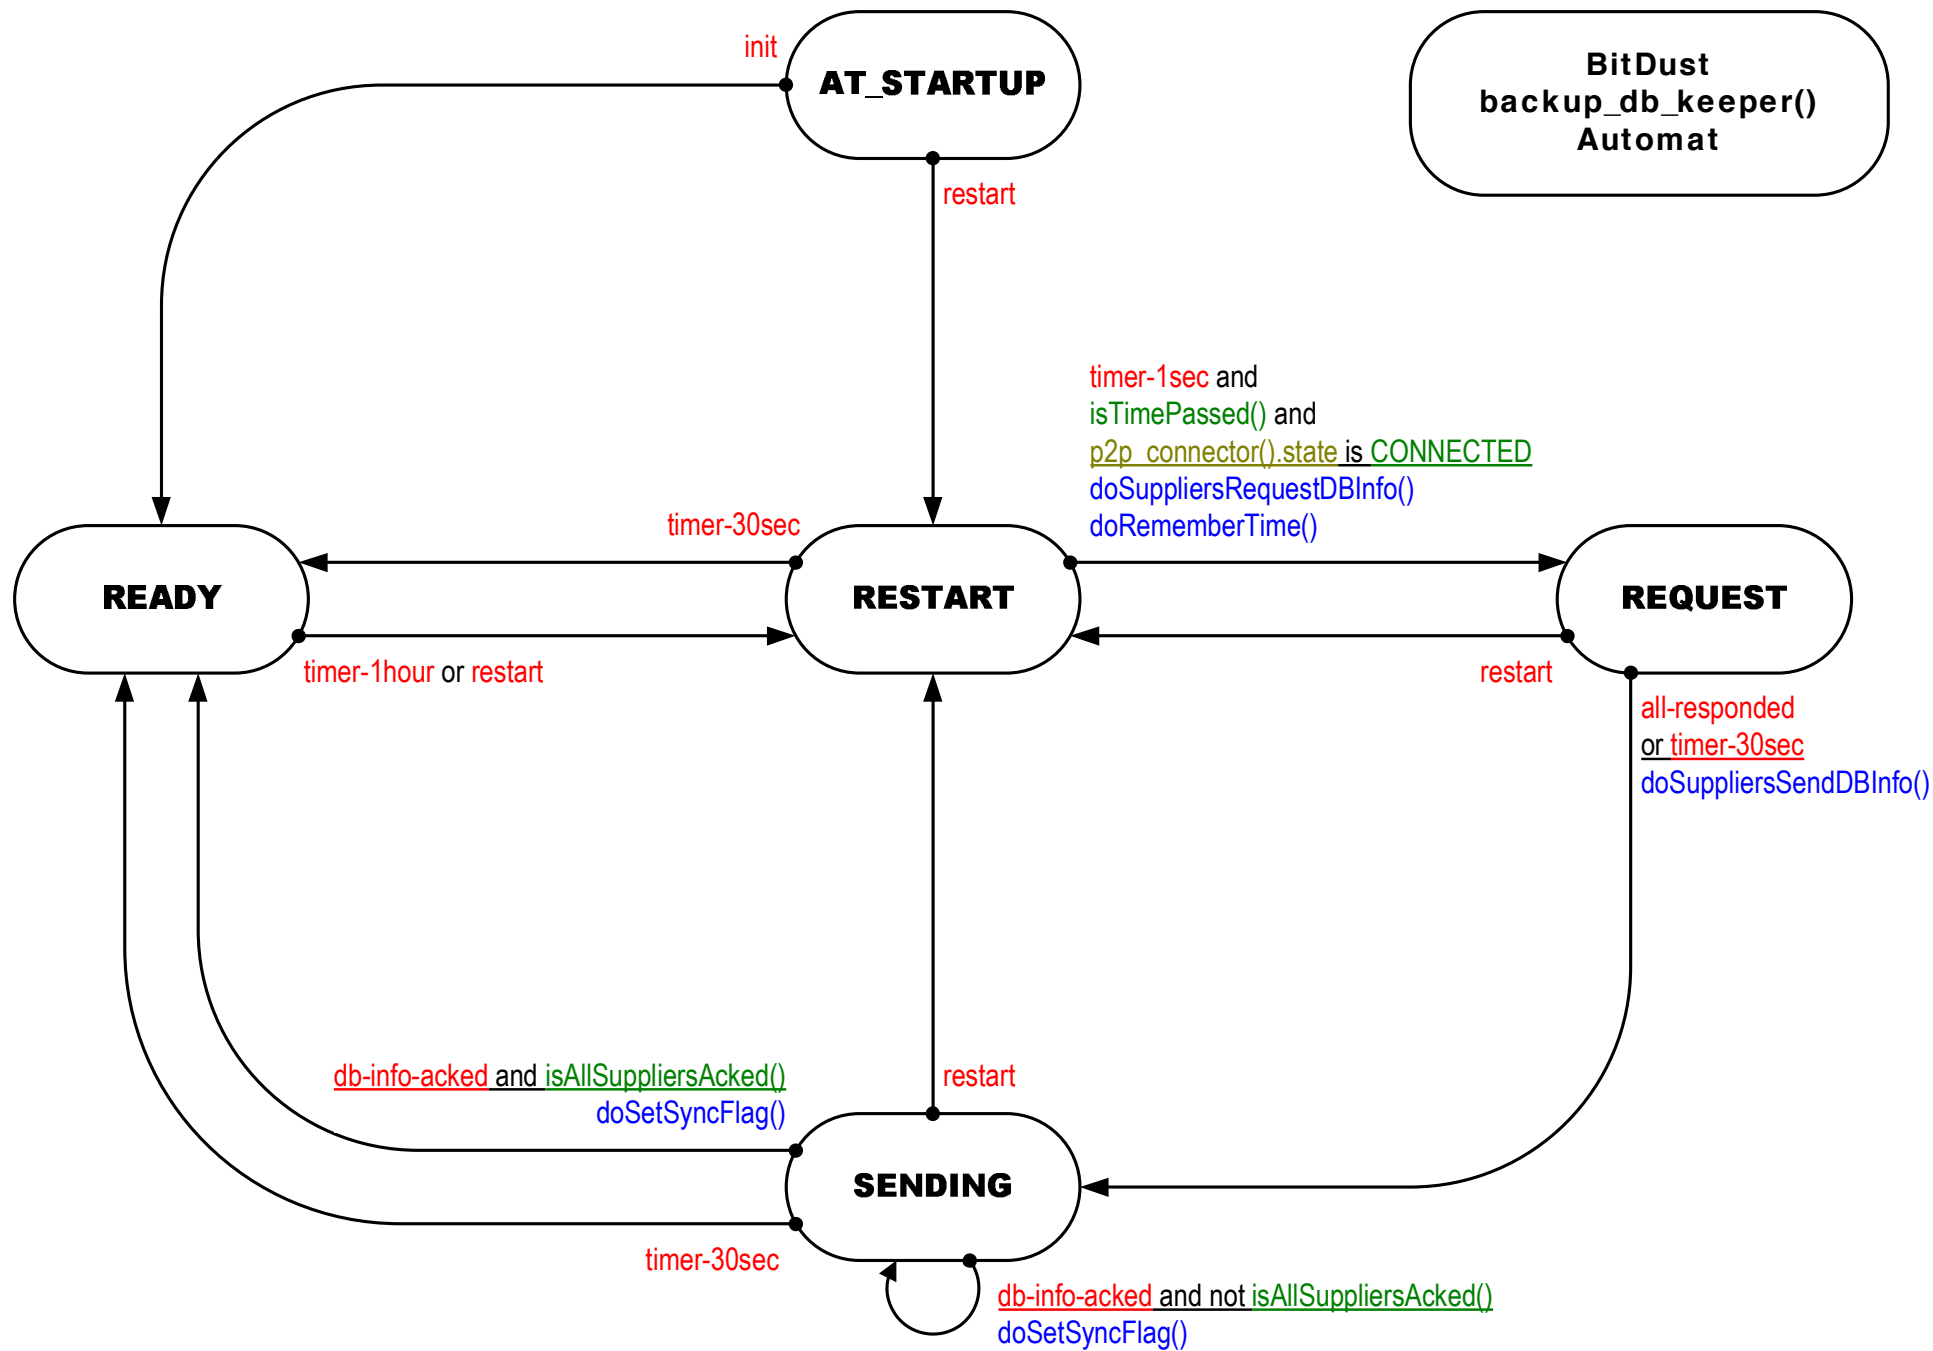 init
AT_STARTUP
BitDust
backup_db_keeper()
Automat
restart
timer-1sec and
isTimePassed() and
p2p_connector().state is CONNECTED
doSuppliersRequestDBInfo()
doRememberTime()
timer-30sec
READY
RESTART
REQUEST
timer-1hour or restart
restart
all-responded
or timer-30sec
doSuppliersSendDBInfo()
db-info-acked and isAllSuppliersAcked()
doSetSyncFlag()
restart
SENDING
timer-30sec
db-info-acked and not isAllSuppliersAcked()
doSetSyncFlag()